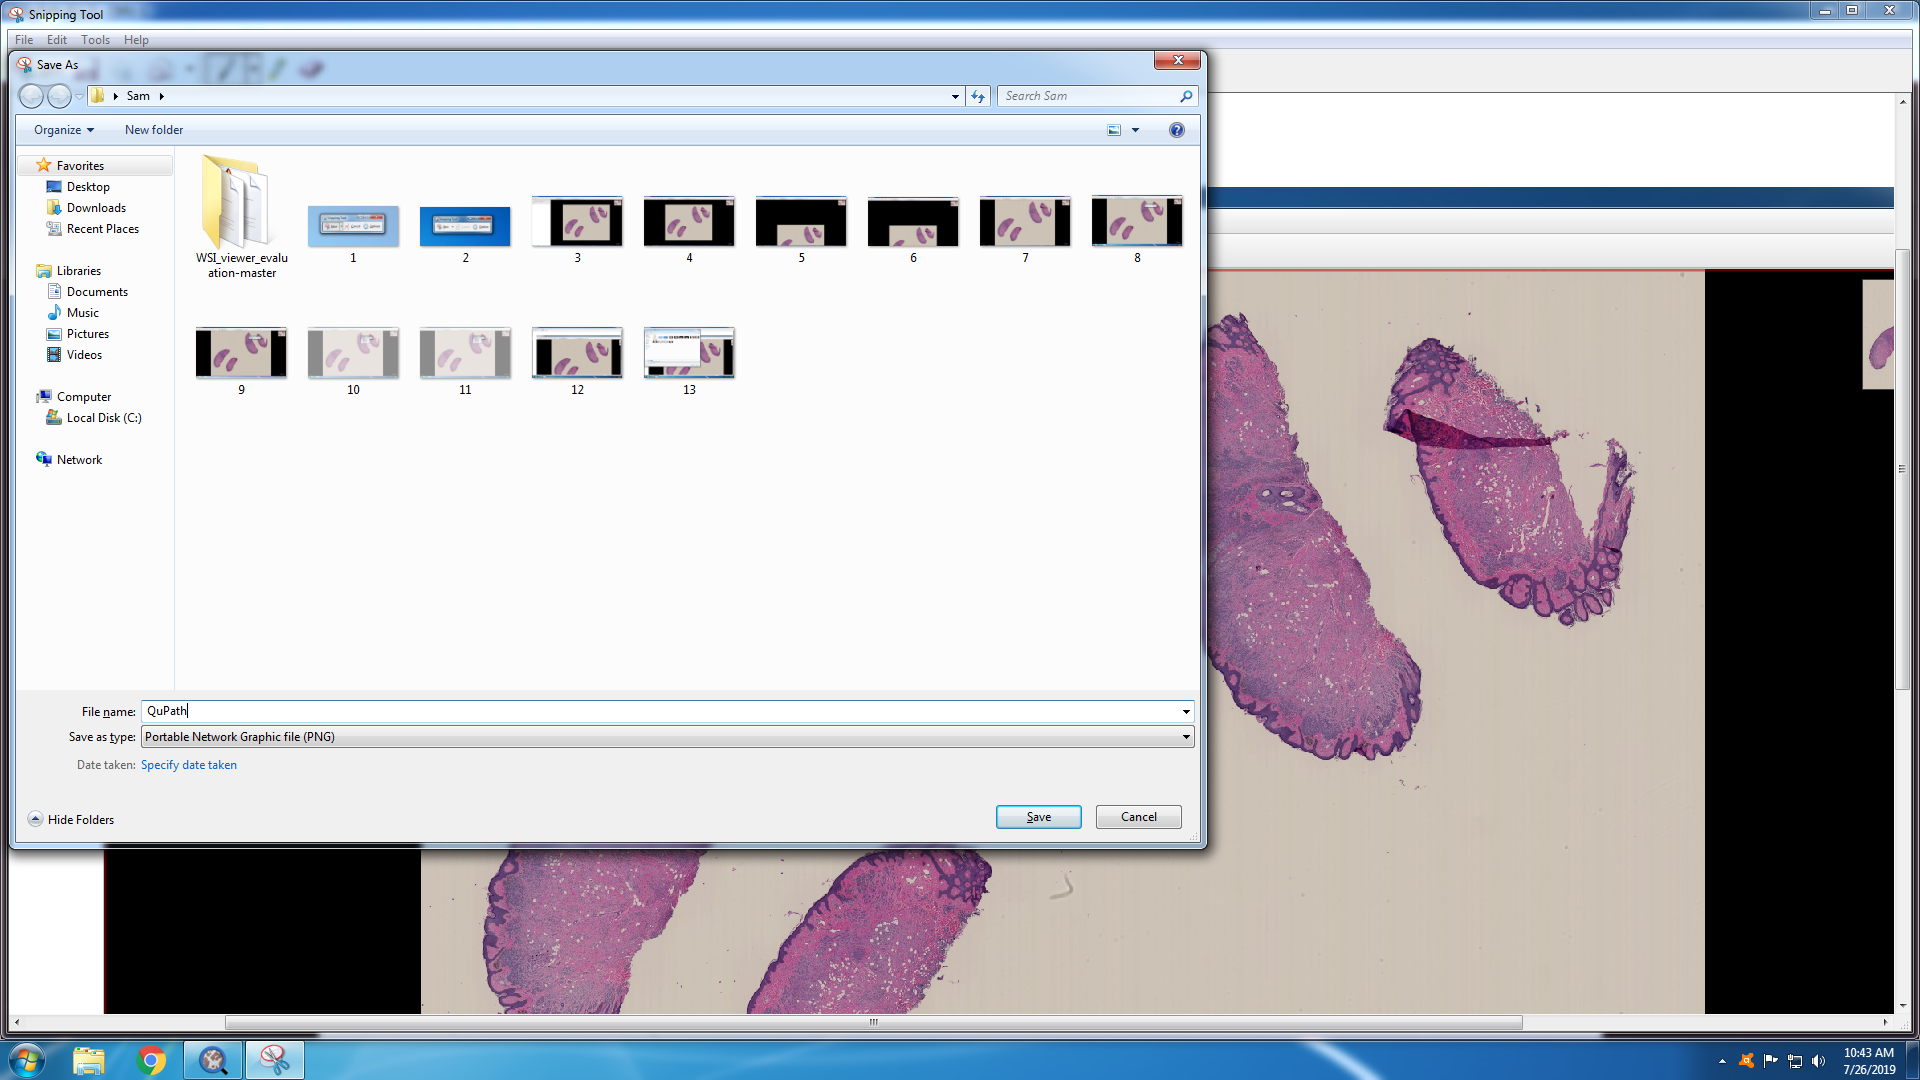 Snipping Tool
File Edit Tools Help
Save As
Sam
Search Sam
Organize New folder
Favorites
Desktop
Downloads
Recent Places
Libraries
Documents
Music
Pictures
Videos
Computer
Local Disk (C:)
Network
WSI_viewer_evalu
ation-master
1 2 3 4 5 6 7 8
9 10 11 12 13
File name: QuPath
Save as type: Portable Network Graphic file (PNG)
Date taken: Specify date taken
Hide Folders
Save Cancel
10:43 AM
7/26/2019